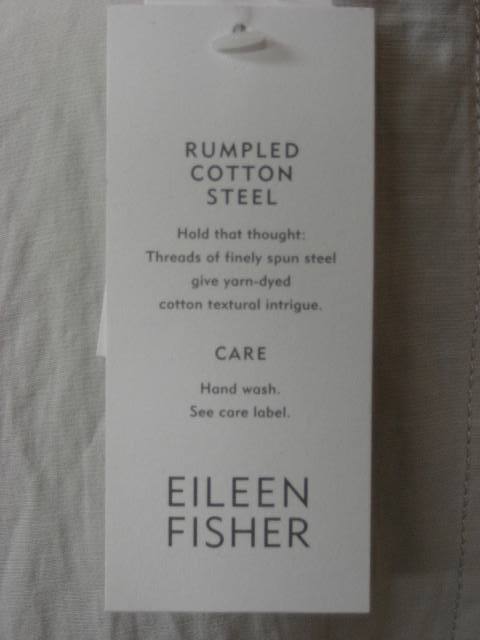 RUMPLED
COTTON
STEEL
Hold that thought:
Threads of finely spun steel
give yarn-dyed
cotton textural intrigue.
CARE
Hand wash.
See care label.
EILEEN
FISHER